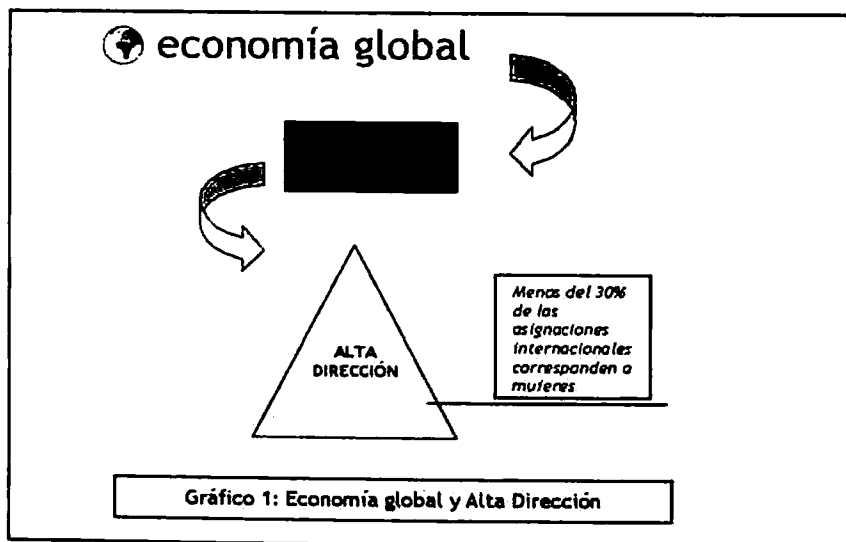 economía global
ALTA
DIRECCIÓN
Menos del 30%
de las
asignaciones
internacionales
corresponden a
mujeres
Gráfico 1: Economía global y Alta Dirección